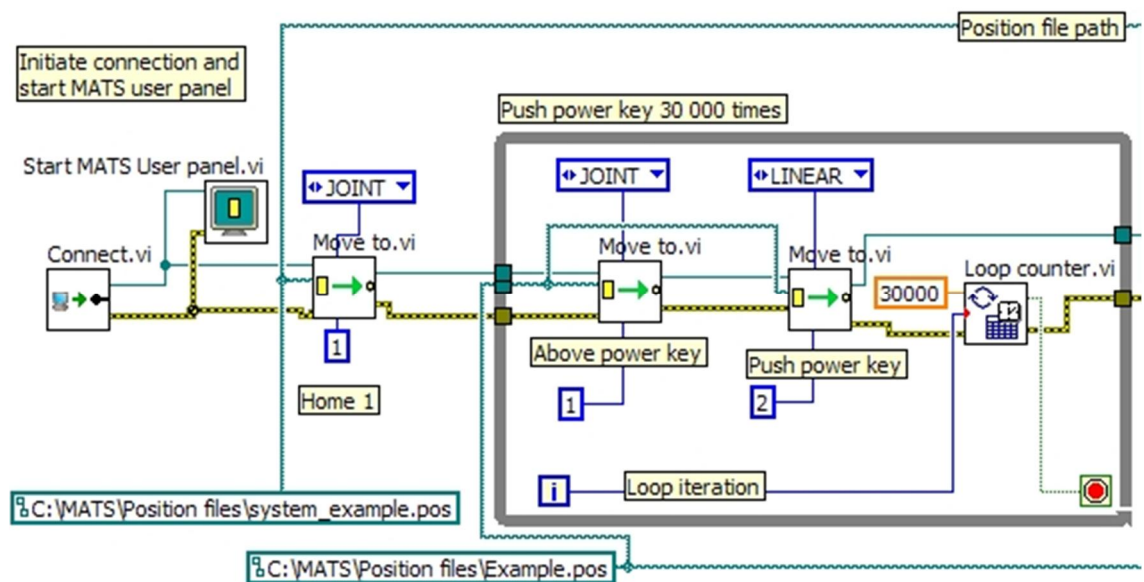 Position file path
Initiate connection and
start MATS user panel
Push power key 30 000 times
Start MATS User panel.vi
JOINT
JOINT
LINEAR
Connect.vi
Move to.vi
Move to.vi
Move to.vi
Loop counter.vi
30000
1
Above power key
Push power key
Home 1
1
2
i
Loop iteration
C:\MATS\Position files\system_example.pos
C:\MATS\Position files\Example.pos